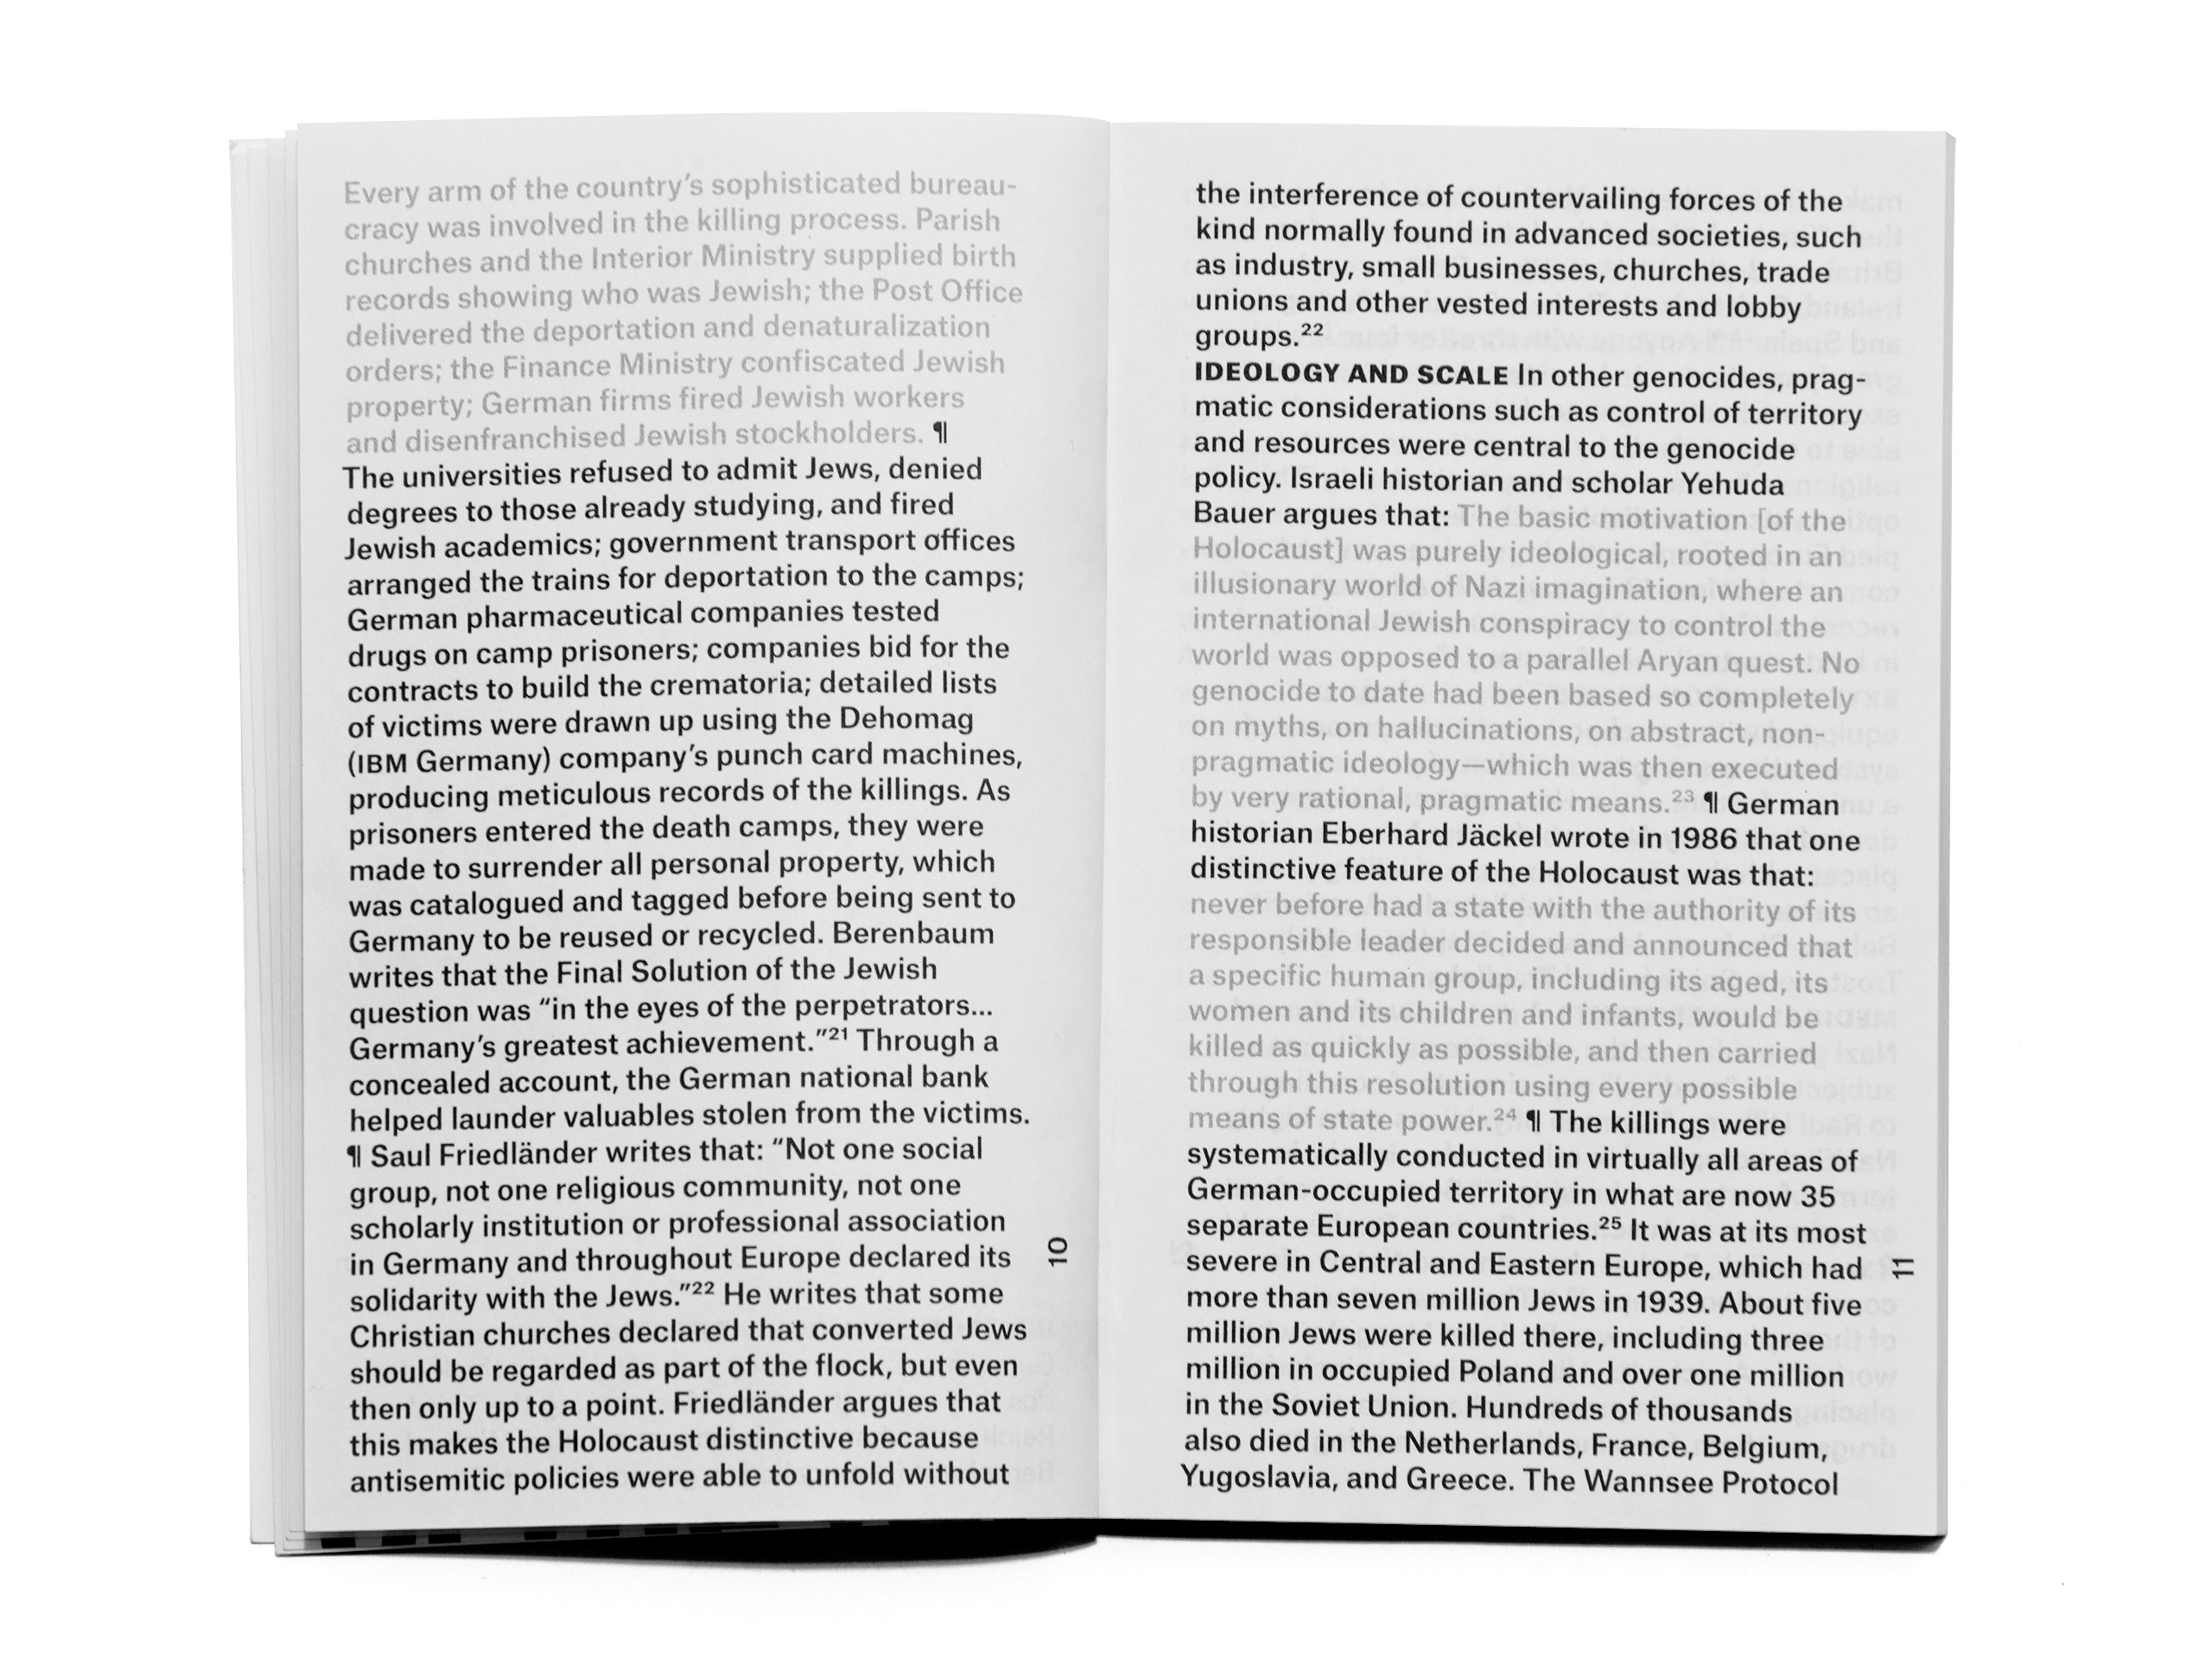 Every arm of the country's sophisticated bureau-
cracy was involved in the killing process. Parish
churches and the Interior Ministry supplied birth
records showing who was Jewish; the Post Office
delivered the deportation and denaturalization
orders; the Finance Ministry confiscated Jewish
property; German firms fired Jewish workers
and disenfranchised Jewish stockholders. ¶
The universities refused to admit Jews, denied
degrees to those already studying, and fired
Jewish academics; government transport offices
arranged the trains for deportation to the camps;
German pharmaceutical companies tested
drugs on camp prisoners; companies bid for the
contracts to build the crematoria; detailed lists
of victims were drawn up using the Dehomag
(IBM Germany) company's punch card machines,
producing meticulous records of the killings. As
prisoners entered the death camps, they were
made to surrender all personal property, which
was catalogued and tagged before being sent to
Germany to be reused or recycled. Berenbaum
writes that the Final Solution of the Jewish
question was “in the eyes of the perpetrators...
Germany's greatest achievement.”²¹ Through a
concealed account, the German national bank
helped launder valuables stolen from the victims.
¶ Saul Friedländer writes that: “Not one social
group, not one religious community, not one
scholarly institution or professional association
in Germany and throughout Europe declared its
solidarity with the Jews.”²² He writes that some
Christian churches declared that converted Jews
should be regarded as part of the flock, but even
then only up to a point. Friedländer argues that
this makes the Holocaust distinctive because
antisemitic policies were able to unfold without
10
the interference of countervailing forces of the
kind normally found in advanced societies, such
as industry, small businesses, churches, trade
unions and other vested interests and lobby
groups.²²
IDEOLOGY AND SCALE In other genocides, prag-
matic considerations such as control of territory
and resources were central to the genocide
policy. Israeli historian and scholar Yehuda
Bauer argues that: The basic motivation [of the
Holocaust] was purely ideological, rooted in an
illusionary world of Nazi imagination, where an
international Jewish conspiracy to control the
world was opposed to a parallel Aryan quest. No
genocide to date had been based so completely
on myths, on hallucinations, on abstract, non-
pragmatic ideology—which was then executed
by very rational, pragmatic means.²³ ¶ German
historian Eberhard Jäckel wrote in 1986 that one
distinctive feature of the Holocaust was that:
never before had a state with the authority of its
responsible leader decided and announced that
a specific human group, including its aged, its
women and its children and infants, would be
killed as quickly as possible, and then carried
through this resolution using every possible
means of state power.²⁴ ¶ The killings were
systematically conducted in virtually all areas of
German-occupied territory in what are now 35
separate European countries.²⁵ It was at its most
severe in Central and Eastern Europe, which had
more than seven million Jews in 1939. About five
million Jews were killed there, including three
million in occupied Poland and over one million
in the Soviet Union. Hundreds of thousands
also died in the Netherlands, France, Belgium,
Yugoslavia, and Greece. The Wannsee Protocol
11